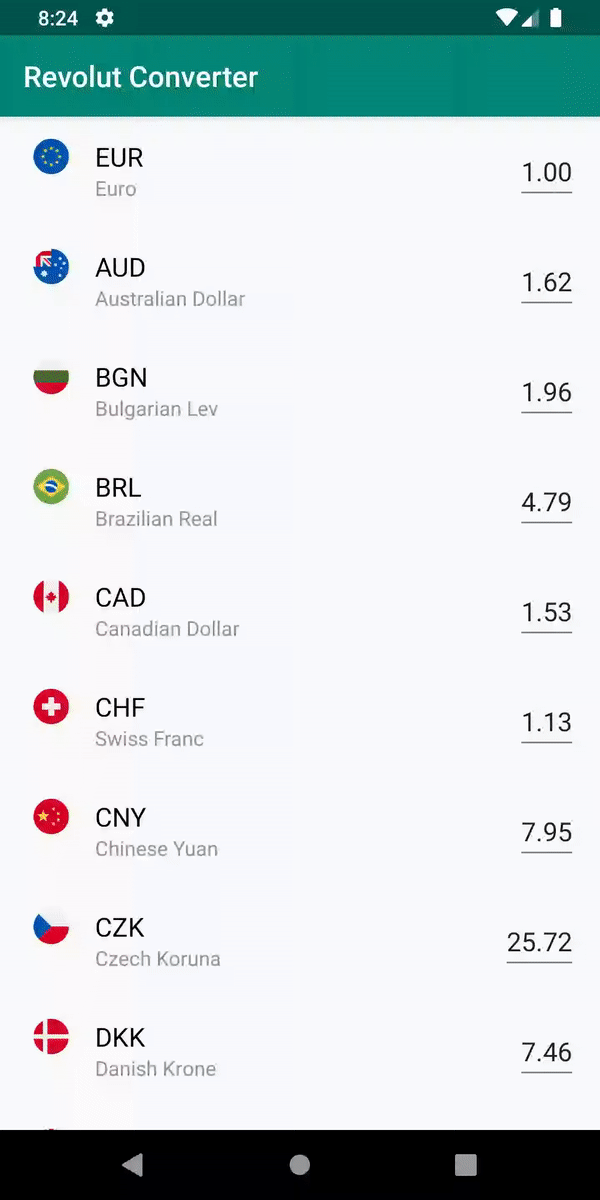 8:24
Revolut Converter
EUR
Euro
1.00
AUD
Australian Dollar
1.62
BGN
Bulgarian Lev
1.96
BRL
Brazilian Real
4.79
CAD
Canadian Dollar
1.53
CHF
Swiss Franc
1.13
CNY
Chinese Yuan
7.95
CZK
Czech Koruna
25.72
DKK
Danish Krone
7.46